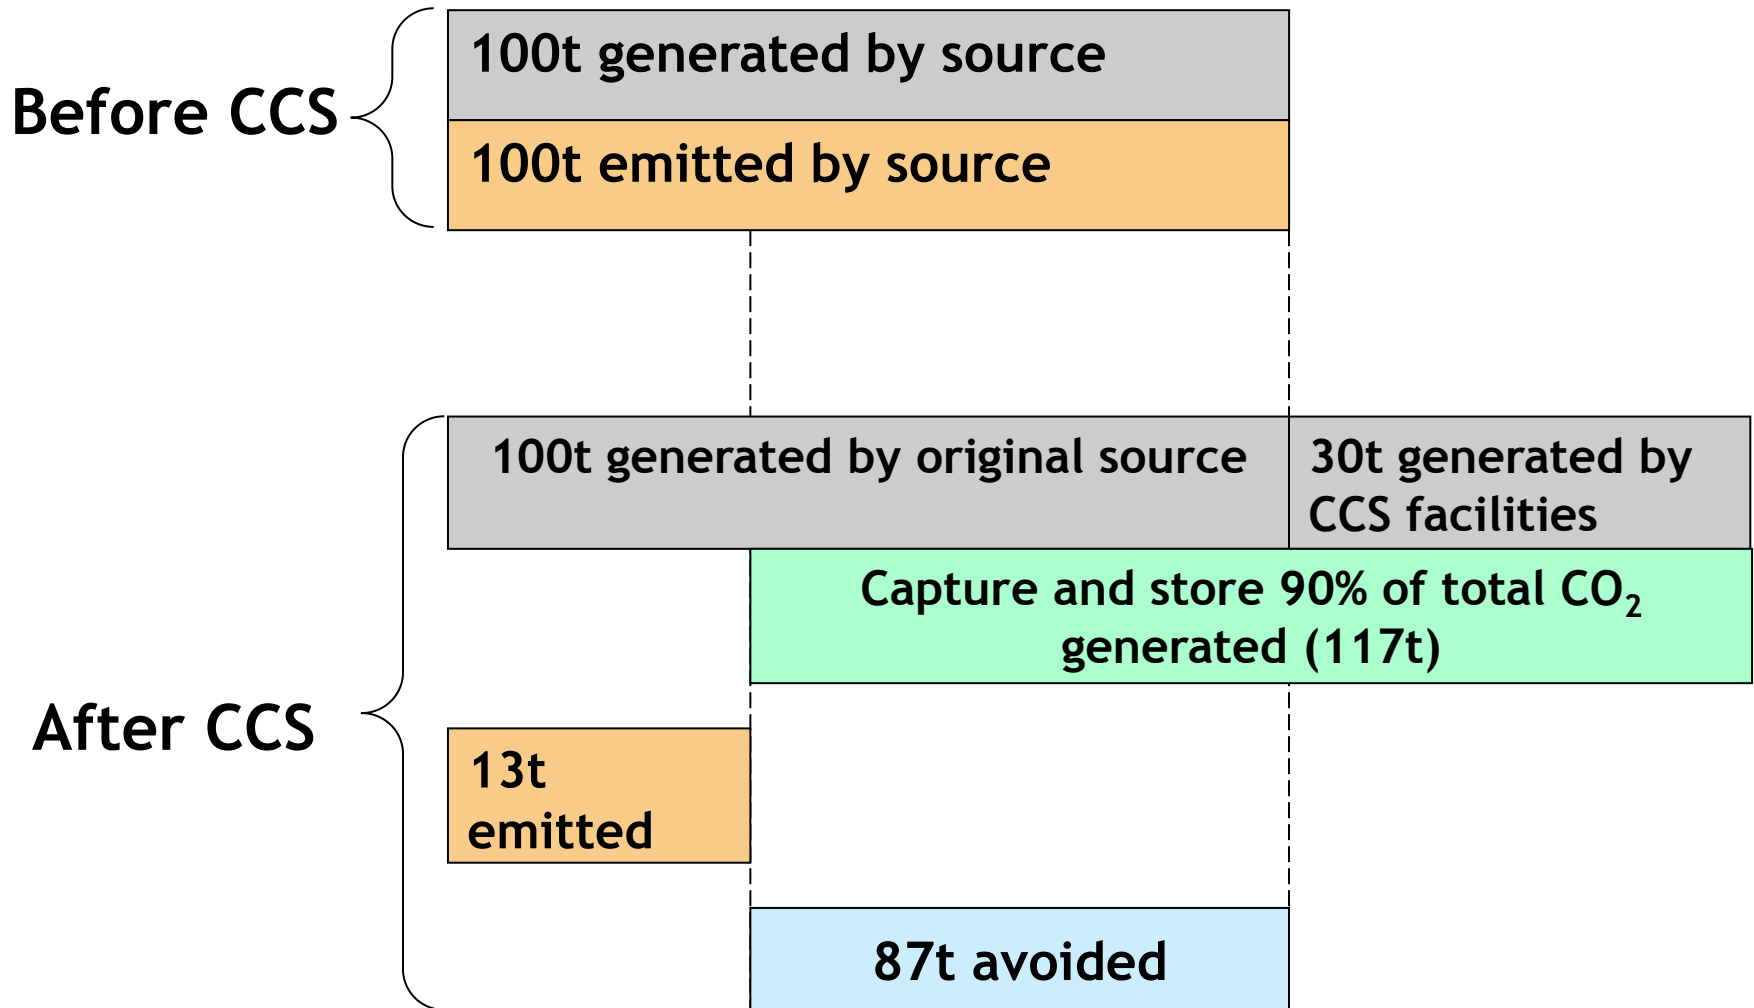 Before CCS
100t generated by source
100t emitted by source
After CCS
100t generated by original source
30t generated by
CCS facilities
Capture and store 90% of total CO₂
generated (117t)
13t
emitted
87t avoided